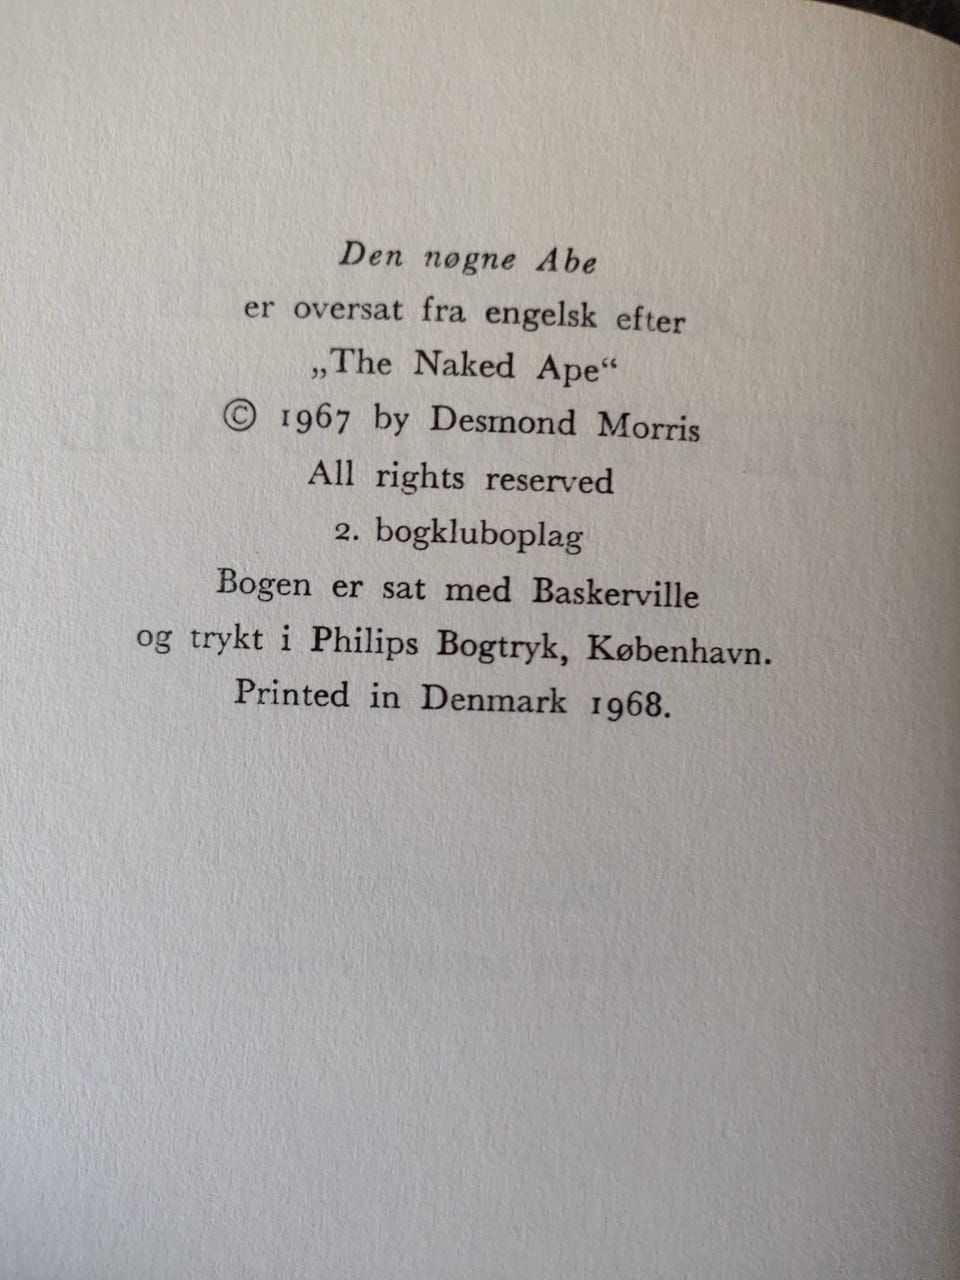 Den nøgne Abe
er oversat fra engelsk efter
„The Naked Ape“
© 1967 by Desmond Morris
All rights reserved
2. bogkluboplag
Bogen er sat med Baskerville
og trykt i Philips Bogtryk, København.
Printed in Denmark 1968.